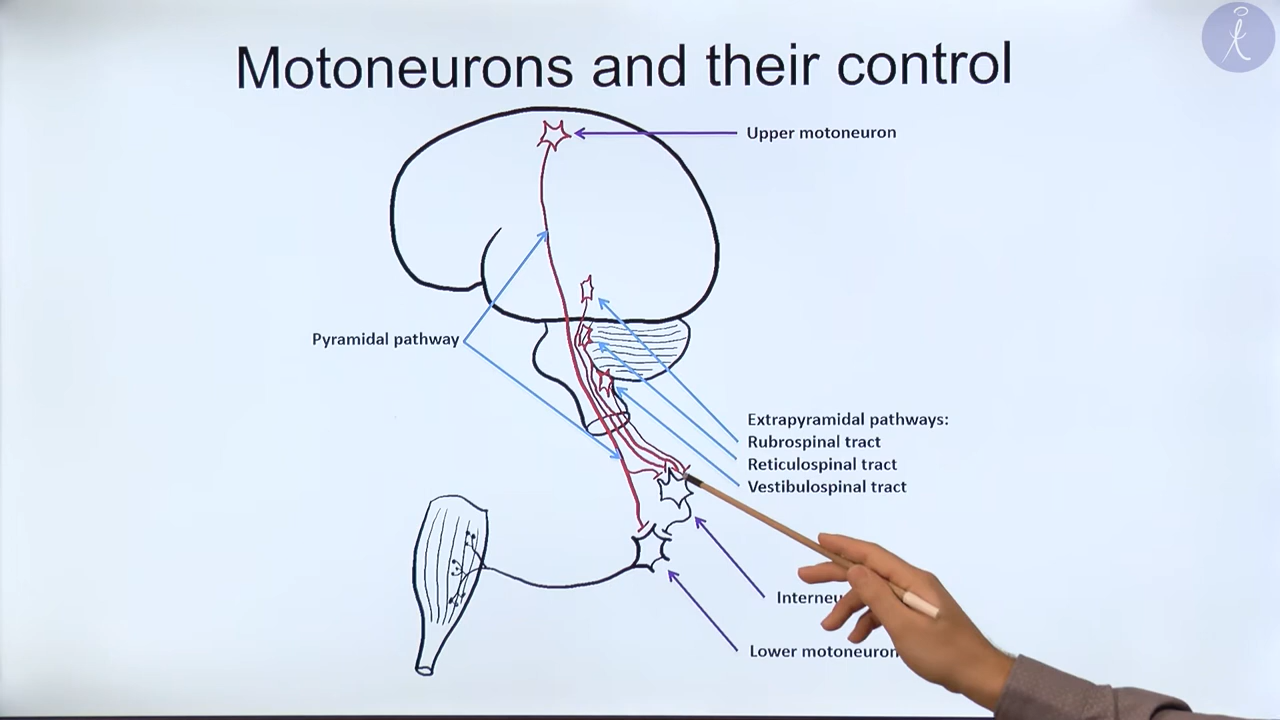 Motoneurons and their control
Upper motoneuron
Pyramidal pathway
Extrapyramidal pathways:
Rubrospinal tract
Reticulospinal tract
Vestibulospinal tract
Lower motoneuron